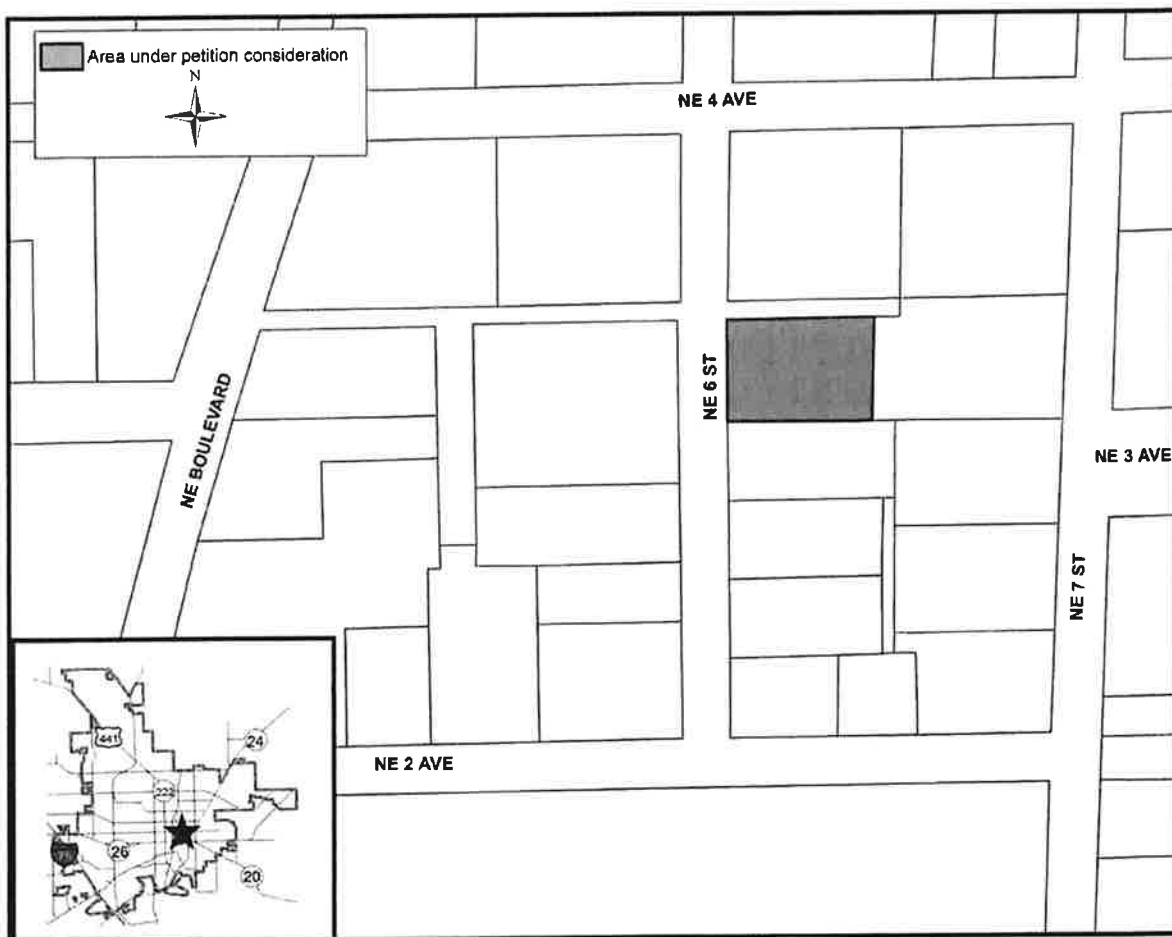 Area under petition consideration
N
NE 4 AVE
NE 6 ST
NE BOULEVARD
NE 3 AVE
NE 7 ST
NE 2 AVE
441
24
222
26
20